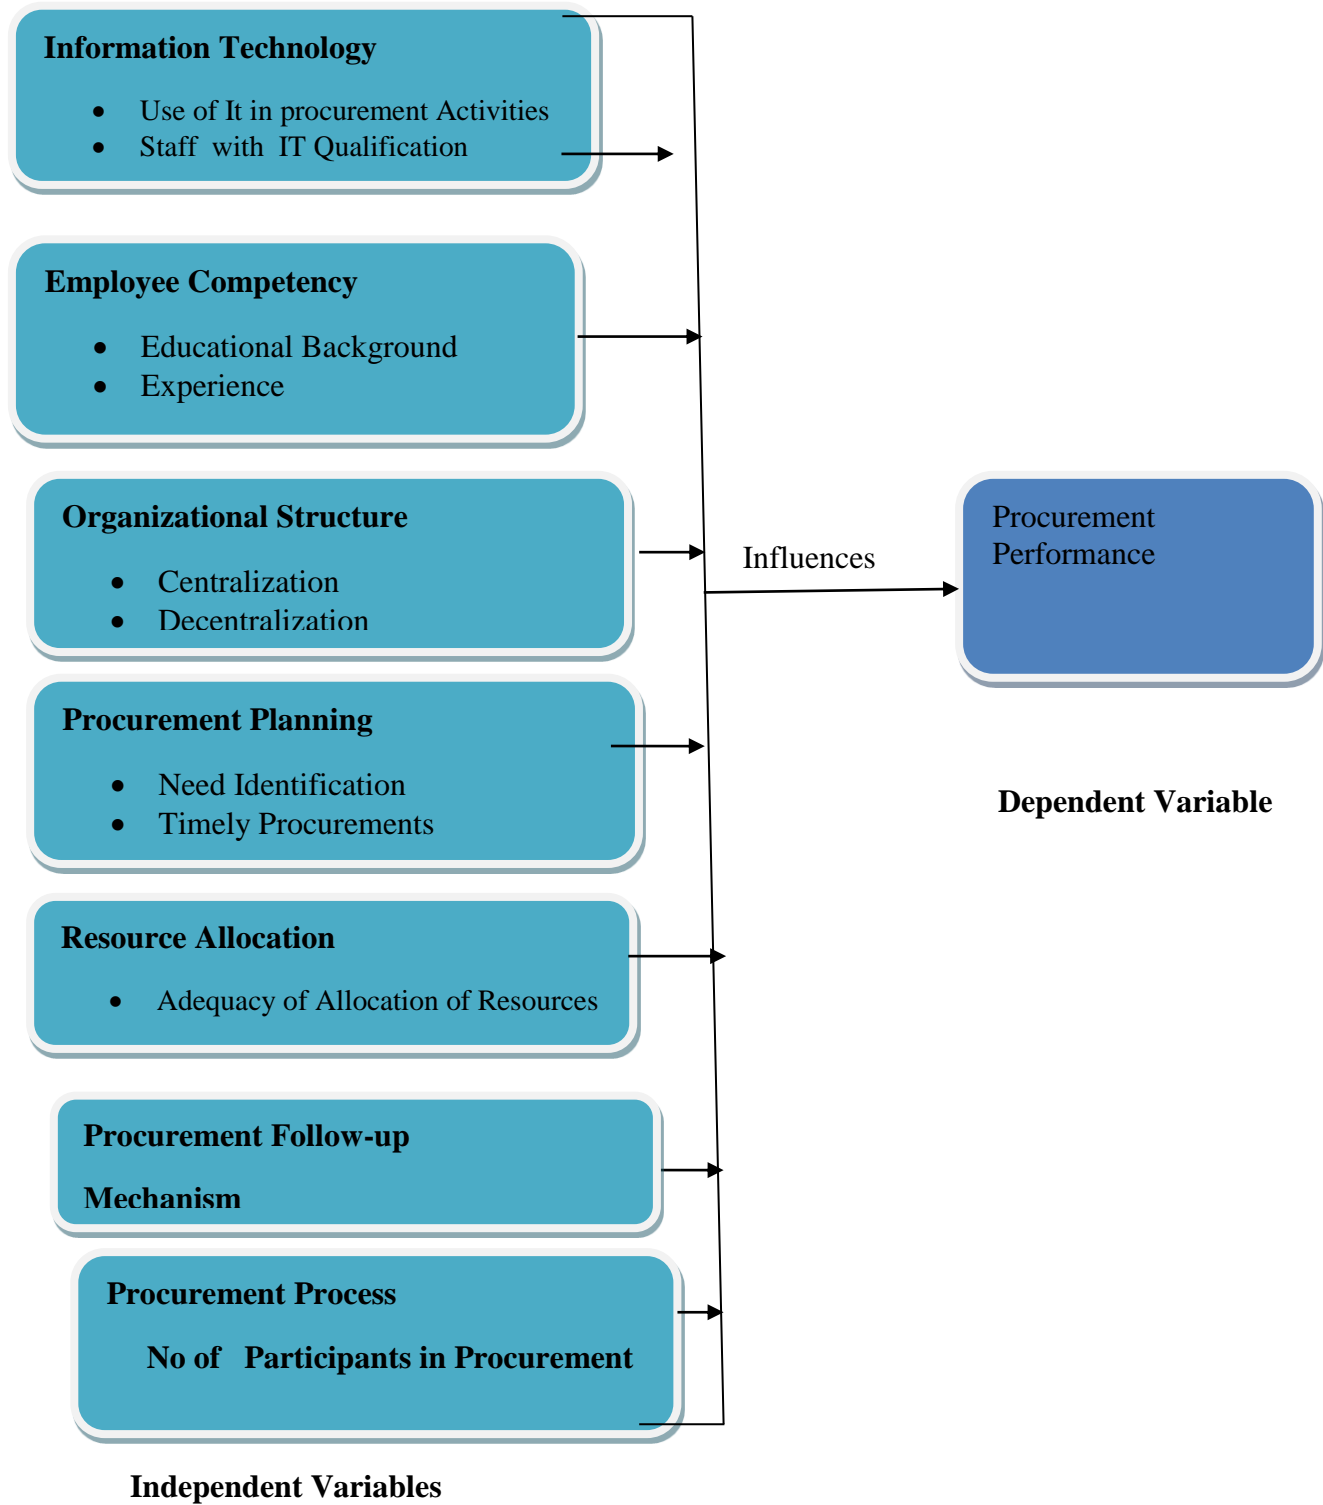 Information Technology
• Use of It in procurement Activities
• Staff with IT Qualification
Employee Competency
• Educational Background
• Experience
Organizational Structure
• Centralization
• Decentralization
Influences
Procurement
Performance
Procurement Planning
• Need Identification
• Timely Procurements
Dependent Variable
Resource Allocation
• Adequacy of Allocation of Resources
Procurement Follow-up
Mechanism
Procurement Process
No of Participants in Procurement
Independent Variables